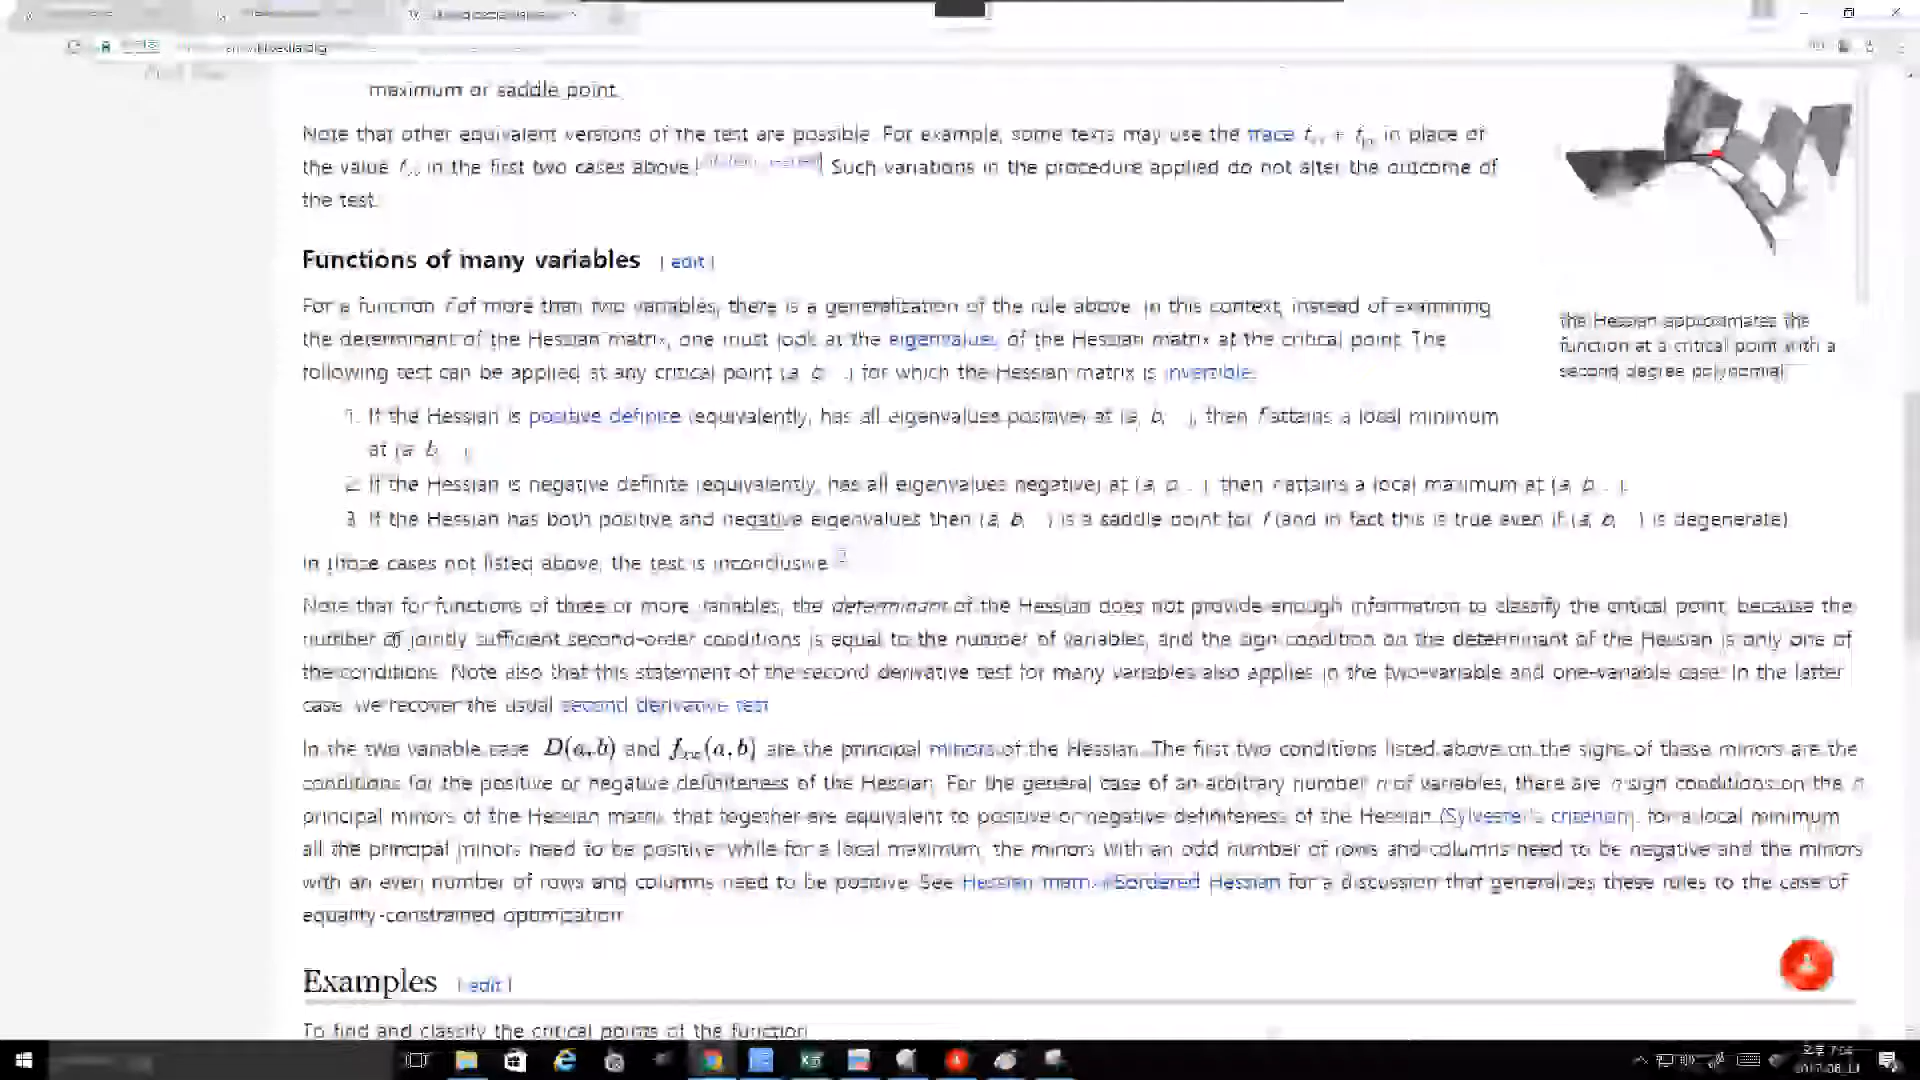 maximum or saddle point.
Note that other equivalent versions of the test are possible. For example, some texts may use the trace in place of
the value in the first two cases above. Such variations in the procedure applied do not alter the outcome of
the test.
Functions of many variables [ edit ]
For a function f of more than two variables, there is a generalization of the rule above. In this context, instead of examining
the determinant of the Hessian matrix, one must look at the eigenvalues of the Hessian matrix at the critical point. The
following test can be applied at any critical point (a, b, ...) for which the Hessian matrix is invertible:
1. If the Hessian is positive definite (equivalently, has all eigenvalues positive) at (a, b, ...), then f attains a local minimum
at (a, b, ...).
2. If the Hessian is negative definite (equivalently, has all eigenvalues negative) at (a, b, ...), then f attains a local maximum at (a, b, ...).
3. If the Hessian has both positive and negative eigenvalues then (a, b, ...) is a saddle point for f (and in fact this is true even if (a, b, ...) is degenerate).
In those cases not listed above, the test is inconclusive.
Note that for functions of three or more variables, the determinant of the Hessian does not provide enough information to classify the critical point, because the
number of jointly sufficient second-order conditions is equal to the number of variables, and the sign condition on the determinant of the Hessian is only one of
the conditions. Note also that this statement of the second derivative test for many variables also applies in the two-variable and one-variable case. In the latter
case, we recover the usual second derivative test.
In the two variable case, D(a, b) and fxx(a, b) are the principal minors of the Hessian. The first two conditions listed above on the signs of these minors are the
conditions for the positive or negative definiteness of the Hessian. For the general case of an arbitrary number n of variables, there are n sign conditions on the n
principal minors of the Hessian matrix that together are equivalent to positive or negative definiteness of the Hessian (Sylvester's criterion): for a local minimum,
all the principal minors need to be positive, while for a local maximum, the minors with an odd number of rows and columns need to be negative and the minors
with an even number of rows and columns need to be positive. See Hessian matrix#Bordered Hessian for a discussion that generalizes these rules to the case of
equality-constrained optimization.
Examples [ edit ]
To find and classify the critical points of the function
the Hessian approximates the
function at a critical point with a
second degree polynomial